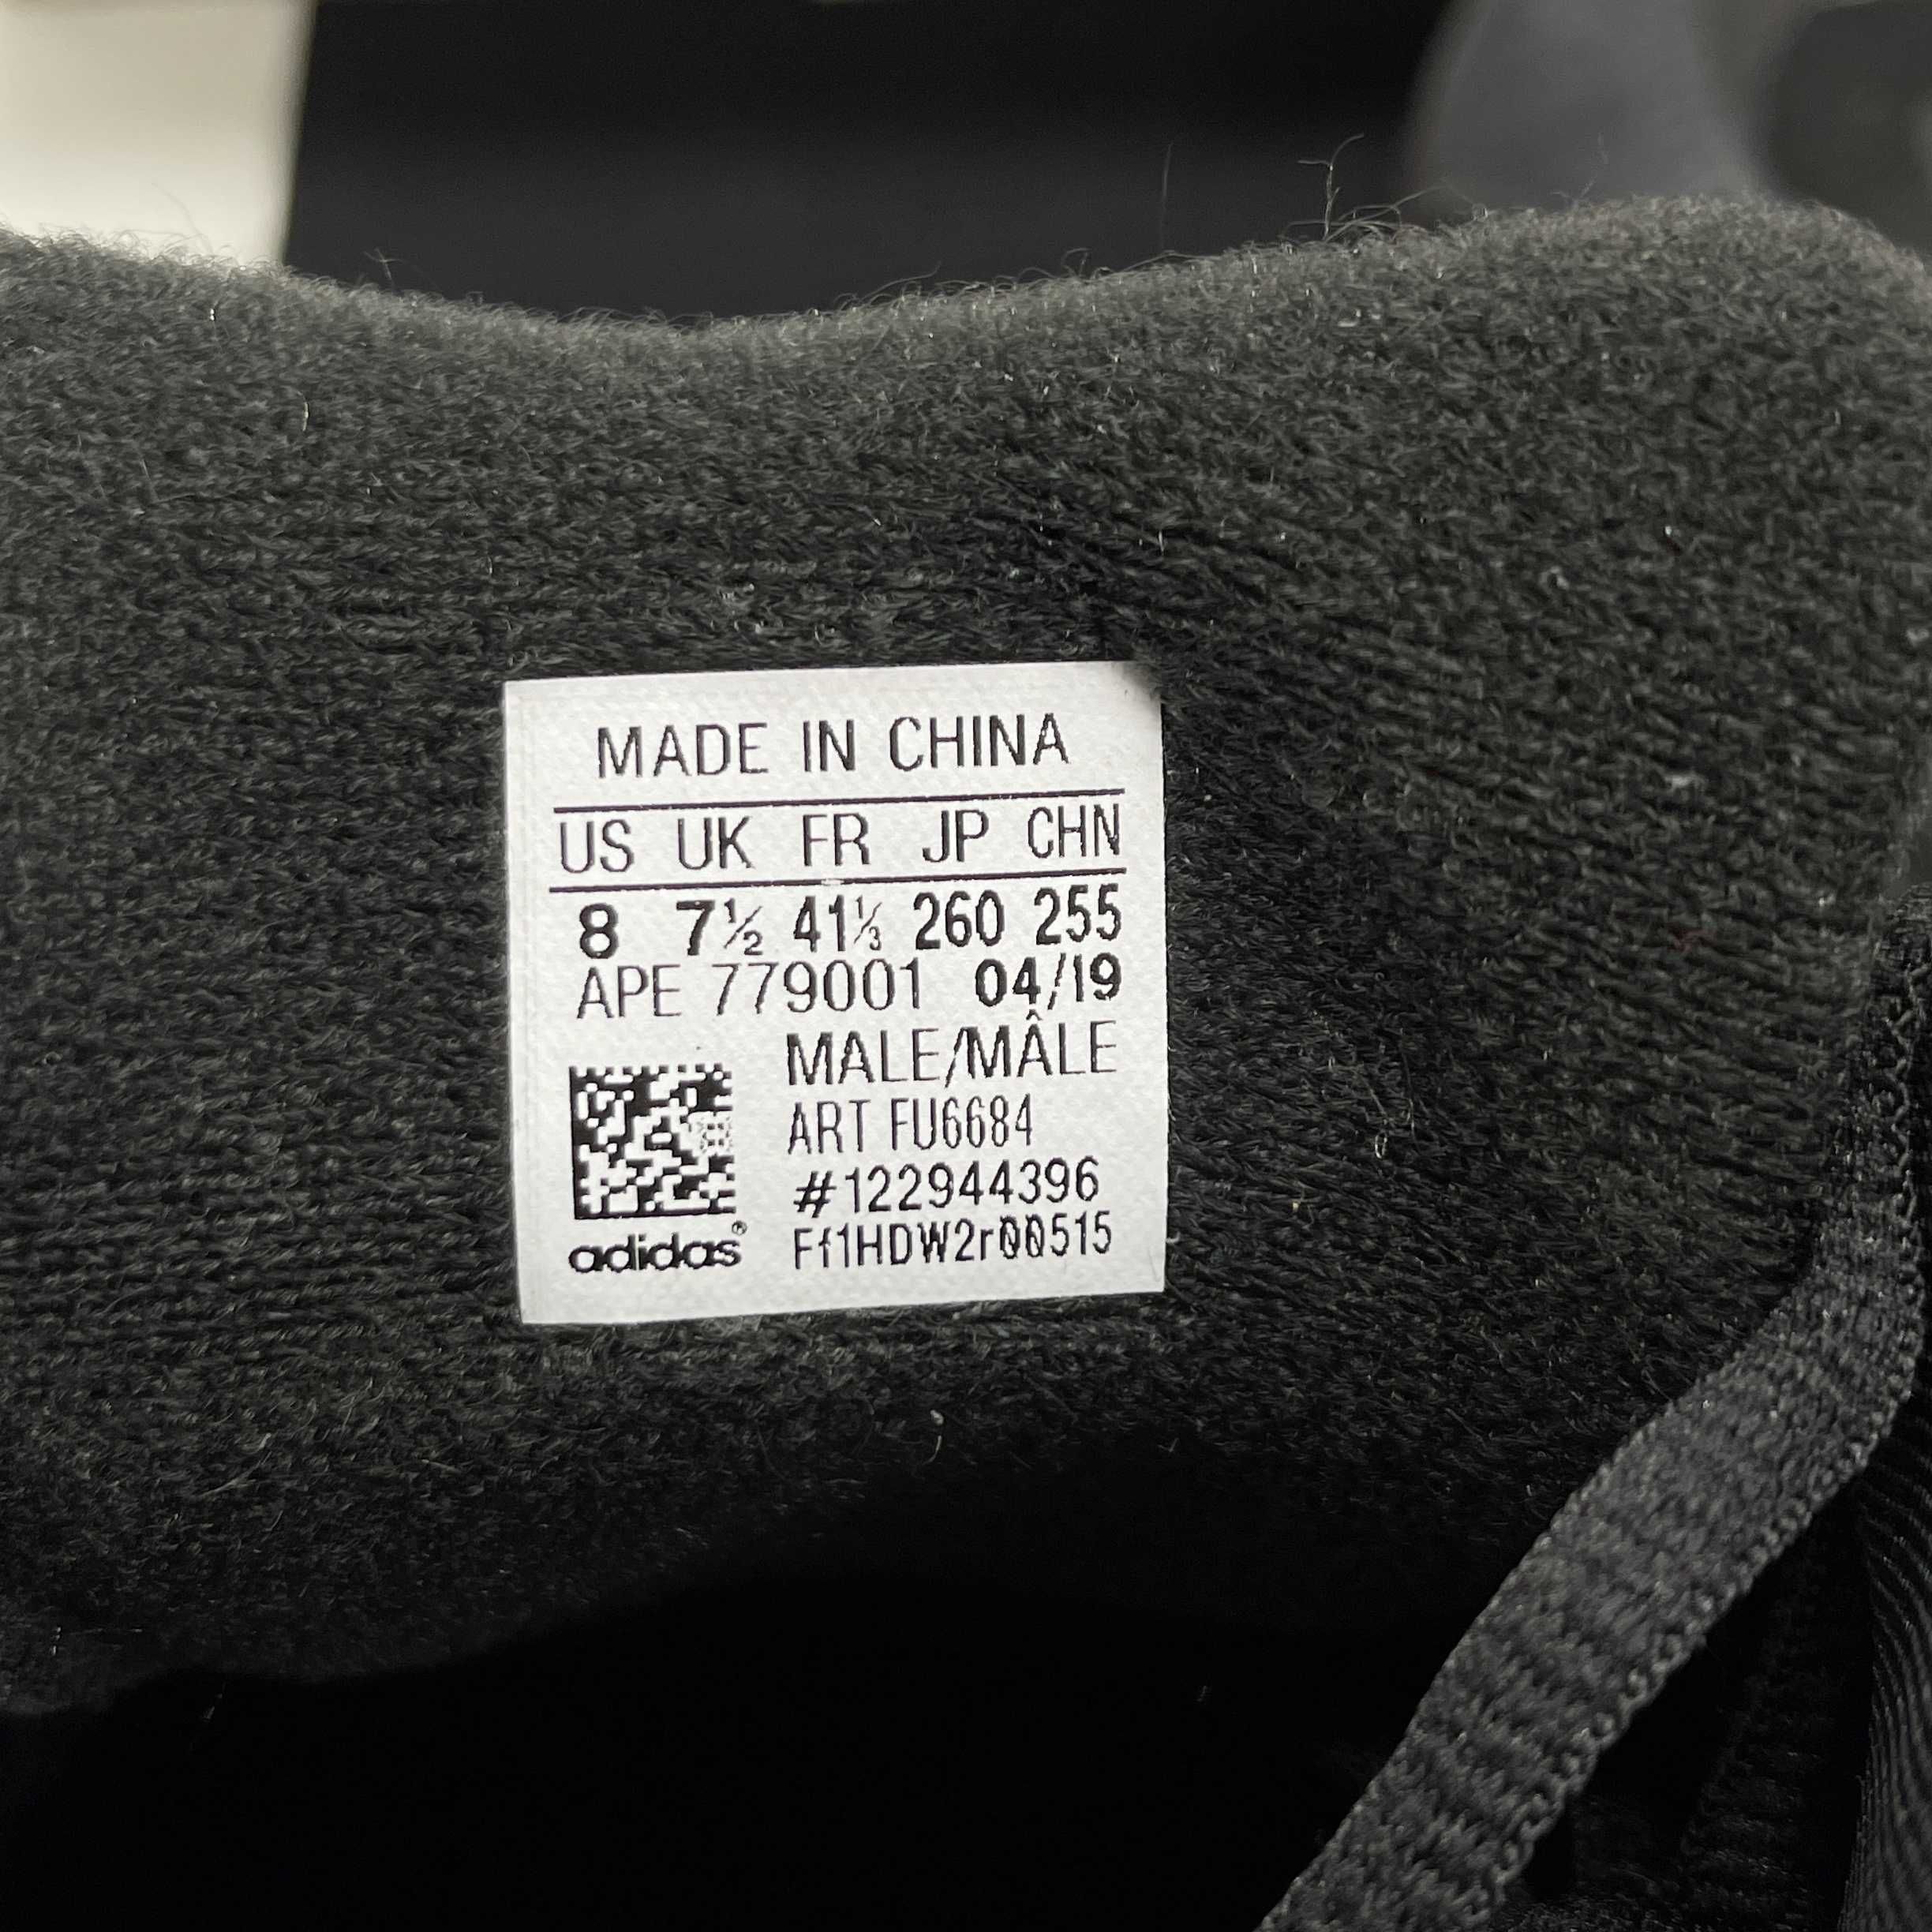 MADE IN CHINA
US UK FR JP CHN
8 7½ 41⅓ 260 255
APE 779001 04/19
MALE/MÂLE
ART FU6684
#122944396
adidas® Ff1HDW2r00515